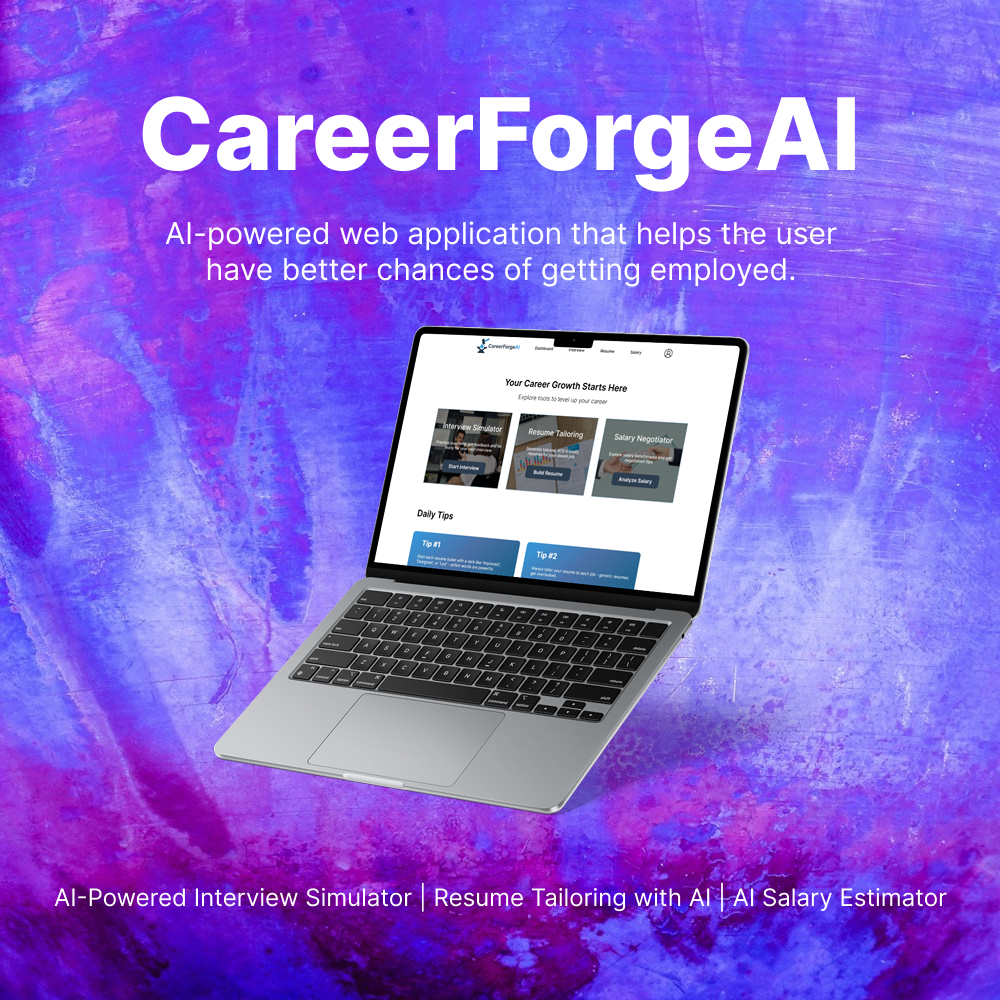 CareerForgeAI
AI-powered web application that helps the user
have better chances of getting employed.
CareerForgeAI
Dashboard Interview Resume Salary
Your Career Growth Starts Here
Explore tools to level up your career
Interview Simulator
Practice questions, get feedback and be
ready for your next interview
Start Interview
Resume Tailoring
Generate resume, ATS friendly
resumes for your dream job.
Build Resume
Salary Negotiator
Explore salary benchmarks and get
negotiation tips.
Analyze Salary
Daily Tips
Tip #1
Start each resume bullet with a verb like "Improved",
"Designed", or "Led" - action words are powerful.
Tip #2
Always tailor your resume to each job - generic resumes
get overlooked.
AI-Powered Interview Simulator | Resume Tailoring with AI | AI Salary Estimator